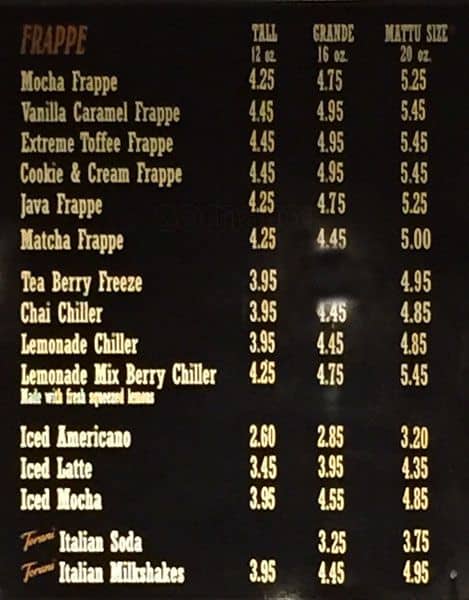 FRAPPE TALL GRANDE MATTU SIZE
12 oz. 16 oz. 20 oz.
Mocha Frappe 4.25 4.75 5.25
Vanilla Caramel Frappe 4.45 4.95 5.45
Extreme Toffee Frappe 4.45 4.95 5.45
Cookie & Cream Frappe 4.45 4.95 5.45
Java Frappe 4.25 4.75 5.25
Matcha Frappe 4.25 4.45 5.00
Tea Berry Freeze 3.95 4.95
Chai Chiller 3.95 4.45 4.85
Lemonade Chiller 3.95 4.45 4.85
Lemonade Mix Berry Chiller 4.25 4.75 5.45
Made with fresh squeezed lemons
Iced Americano 2.60 2.85 3.20
Iced Latte 3.45 3.95 4.35
Iced Mocha 3.95 4.55 4.85
Torani Italian Soda 3.25 3.75
Torani Italian Milkshakes 3.95 4.45 4.95